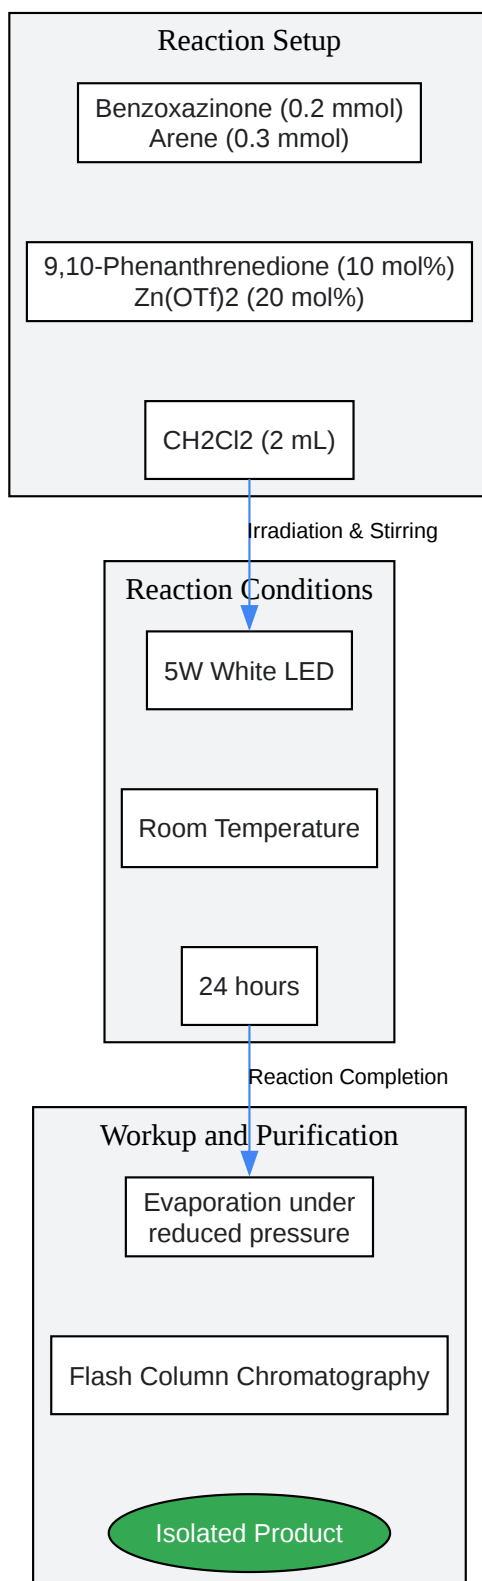 Reaction Setup
Benzoxazinone (0.2 mmol)
Arene (0.3 mmol)
9,10-Phenanthrenedione (10 mol%)
Zn(OTf)2 (20 mol%)
CH2Cl2 (2 mL)
Irradiation & Stirring
Reaction Conditions
5W White LED
Room Temperature
24 hours
Reaction Completion
Workup and Purification
Evaporation under
reduced pressure
Flash Column Chromatography
Isolated Product